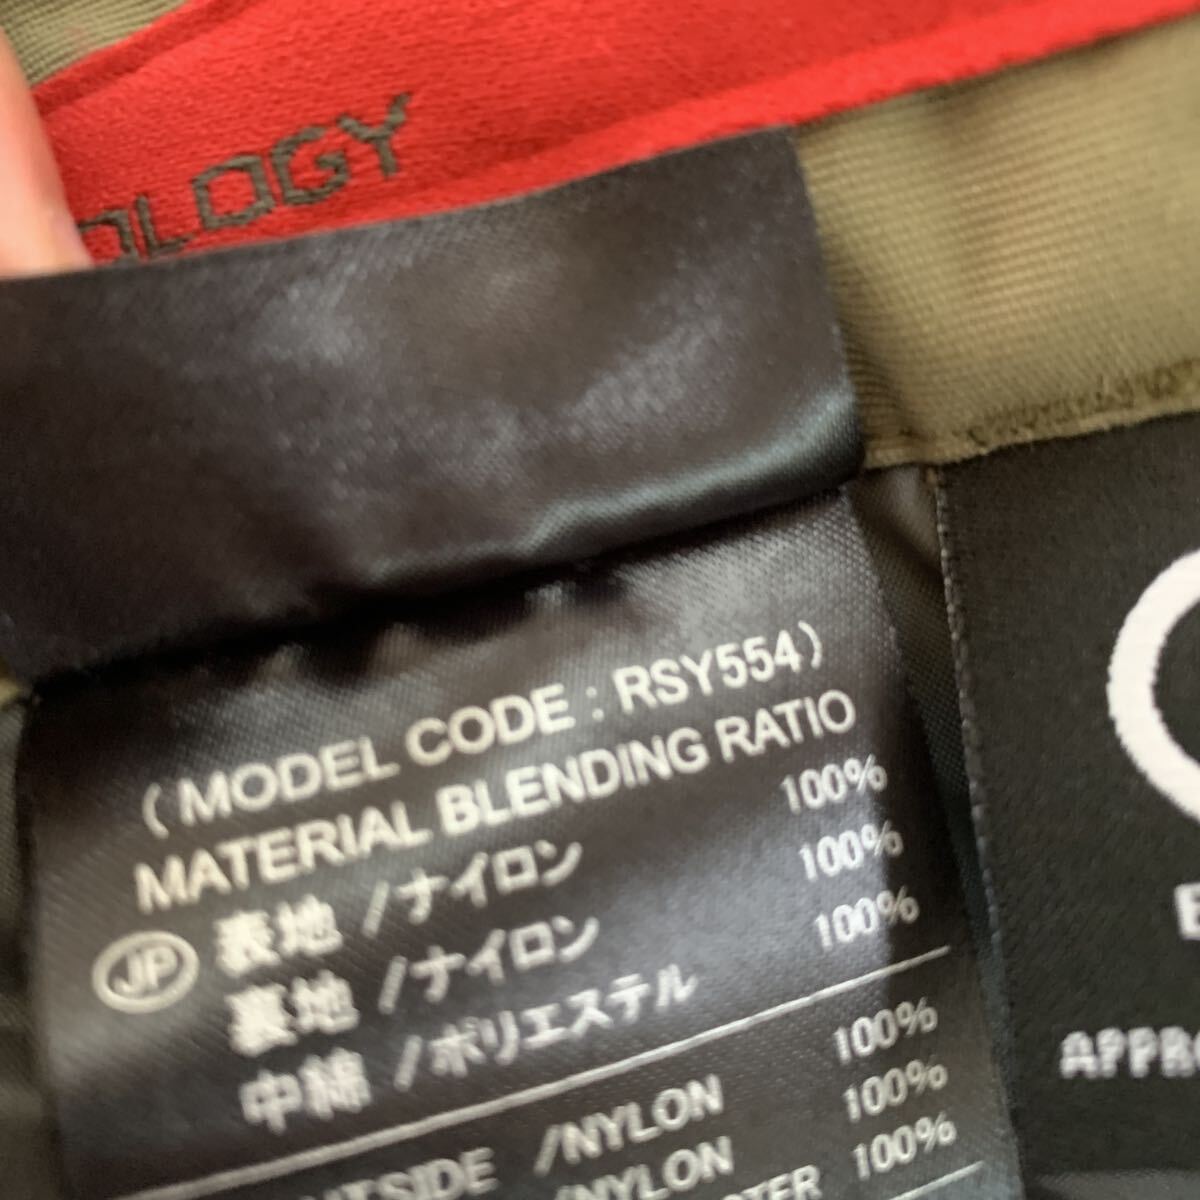 OLOGY
(MODEL CODE : RSY554)
MATERIAL BLENDING RATIO
JP 表地 /ナイロン 100%
裏地 /ナイロン 100%
中綿 /ポリエステル 100%
/NYLON 100%
/NYLON 100%
100%